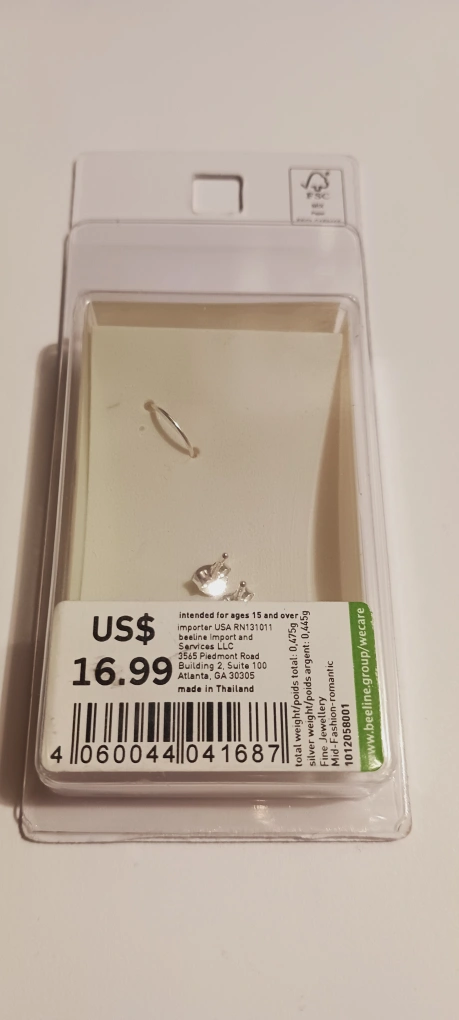 FSC
US$
16.99
intended for ages 15 and over
importer USA RN131011
beeline Import and
Services LLC
3565 Piedmont Road
Building 2, Suite 100
Atlanta, GA 30305
made in Thailand
4 060044 041687
total weight/poids total: 0,475g
silver weight/poids argent: 0,445g
Fine Jewellery
Mid-Fashion-romantic
1012058001
www.beeline.group/wecare